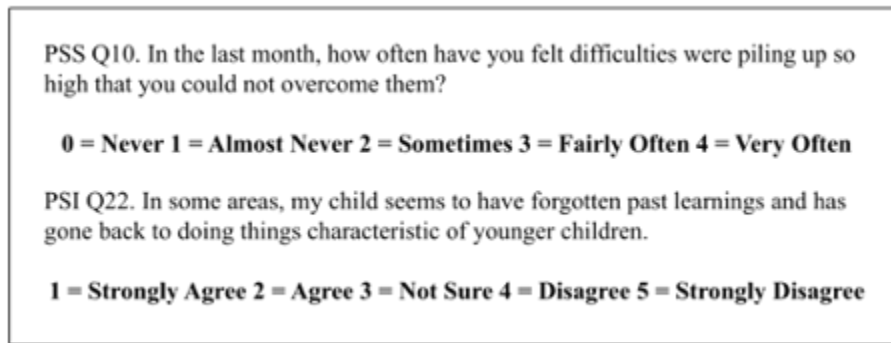 PSS Q10. In the last month, how often have you felt difficulties were piling up so
high that you could not overcome them?
0 = Never 1 = Almost Never 2 = Sometimes 3 = Fairly Often 4 = Very Often
PSI Q22. In some areas, my child seems to have forgotten past learnings and has
gone back to doing things characteristic of younger children.
1 = Strongly Agree 2 = Agree 3 = Not Sure 4 = Disagree 5 = Strongly Disagree